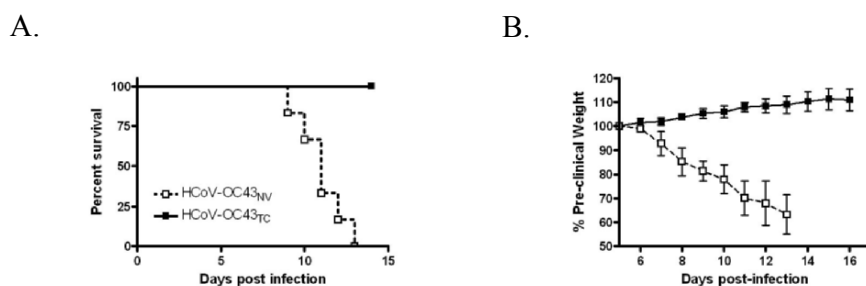 A.
B.
Percent survival
100
75
50
25
0
HCoV-OC43NV
HCoV-OC43TC
0 5 10 15
Days post infection
% Pre-clinical Weight
120
110
100
90
80
70
60
50
6 8 10 12 14 16
Days post-infection